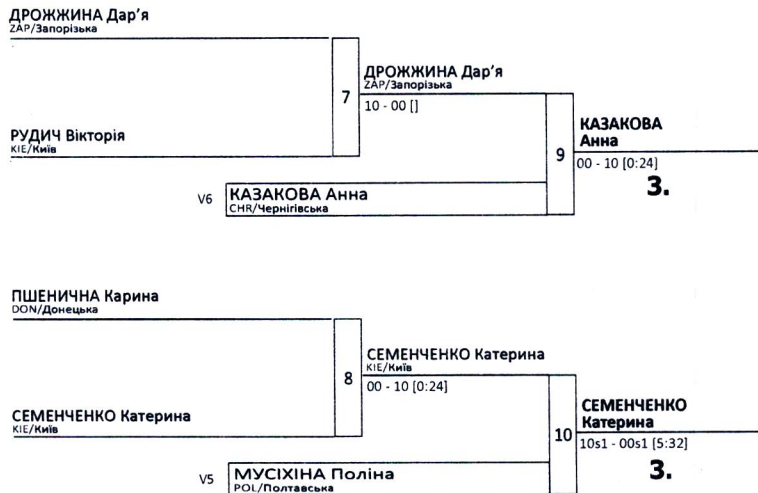 ДРОЖЖИНА Дар’я
ZAP/Запорізька
7
ДРОЖЖИНА Дар’я
ZAP/Запорізька
10 - 00 []
РУДИЧ Вікторія
KIE/Київ
9
КАЗАКОВА
Анна
00 - 10 [0:24]
3.
V6
КАЗАКОВА Анна
CHR/Чернігівська
ПШЕНИЧНА Карина
DON/Донецька
8
СЕМЕНЧЕНКО Катерина
KIE/Київ
00 - 10 [0:24]
СЕМЕНЧЕНКО Катерина
KIE/Київ
10
СЕМЕНЧЕНКО
Катерина
10s1 - 00s1 [5:32]
3.
V5
МУСІХІНА Поліна
POL/Полтавська